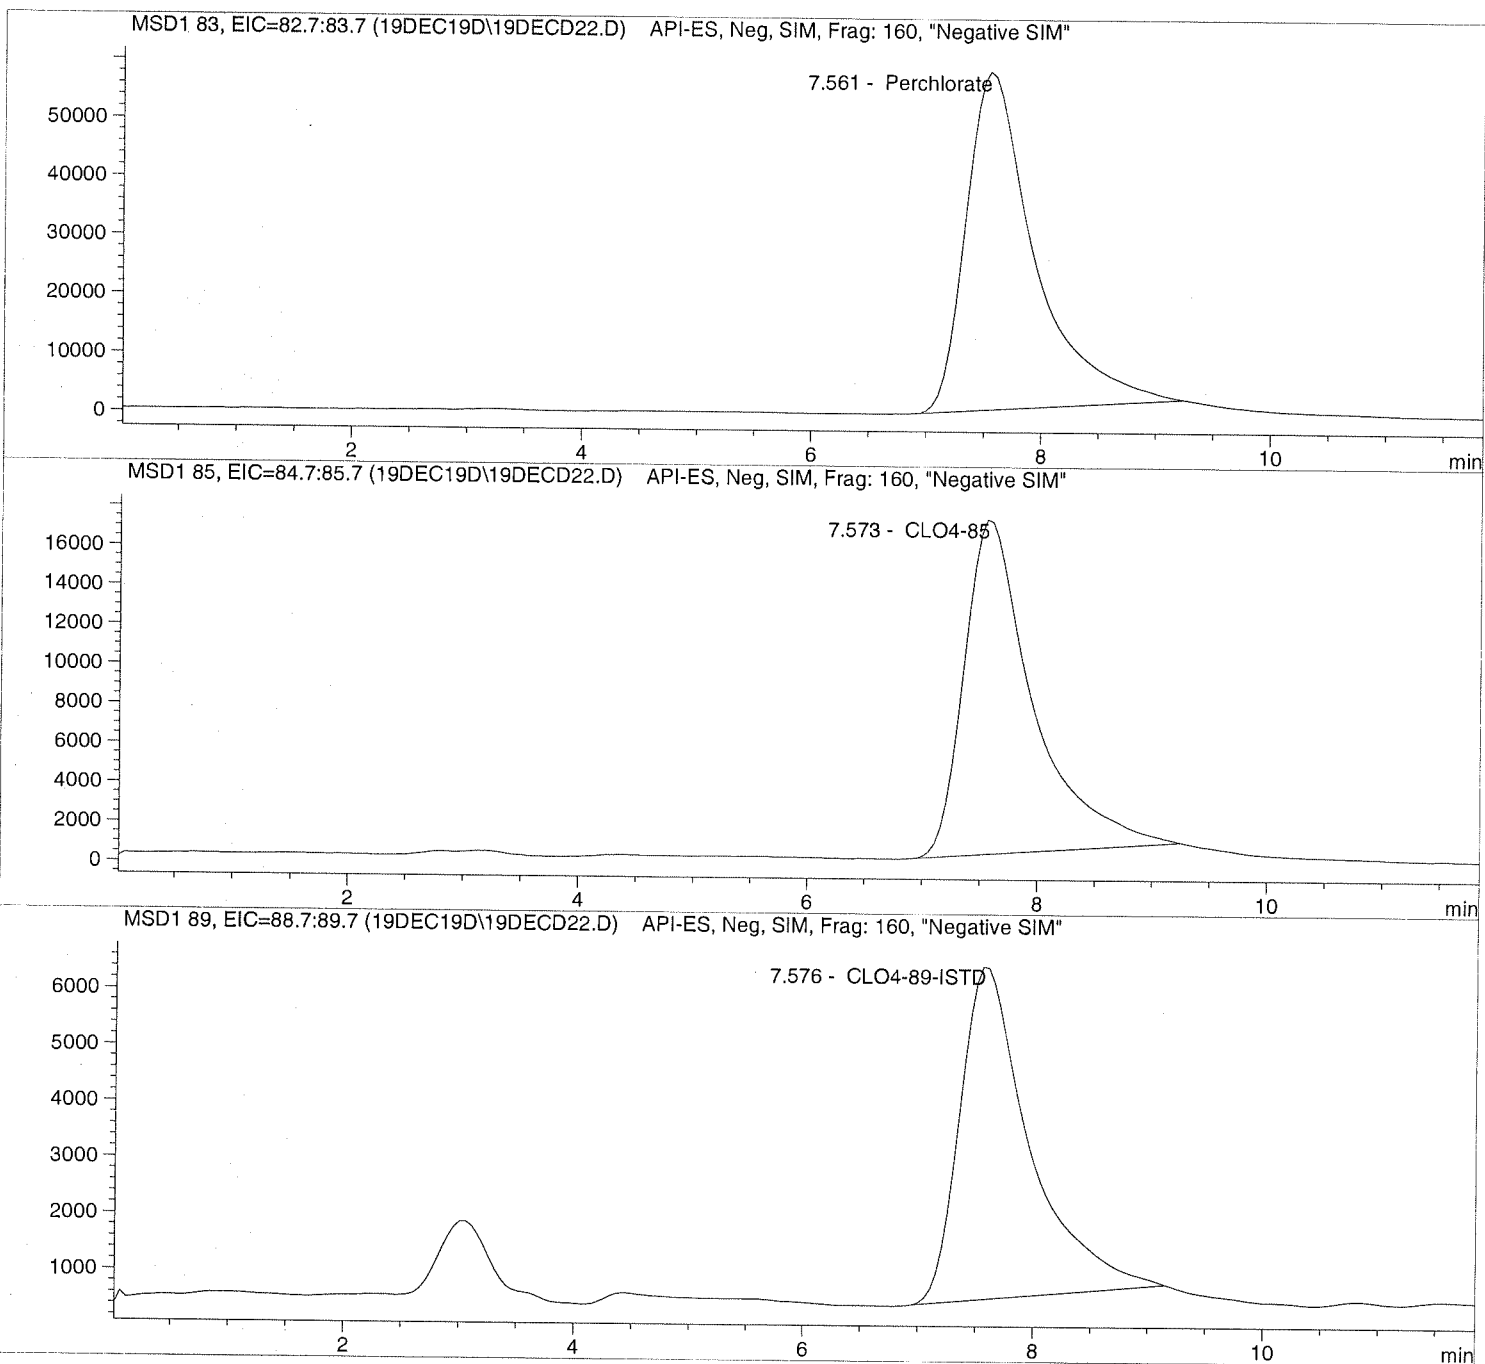 MSD1 83, EIC=82.7:83.7 (19DEC19D\19DECD22.D) API-ES, Neg, SIM, Frag: 160, "Negative SIM"
7.561 - Perchlorate
50000
40000
30000
20000
10000
0
2 4 6 8 10 min
MSD1 85, EIC=84.7:85.7 (19DEC19D\19DECD22.D) API-ES, Neg, SIM, Frag: 160, "Negative SIM"
7.573 - CLO4-85
16000
14000
12000
10000
8000
6000
4000
2000
0
2 4 6 8 10 min
MSD1 89, EIC=88.7:89.7 (19DEC19D\19DECD22.D) API-ES, Neg, SIM, Frag: 160, "Negative SIM"
7.576 - CLO4-89-ISTD
6000
5000
4000
3000
2000
1000
2 4 6 8 10 min